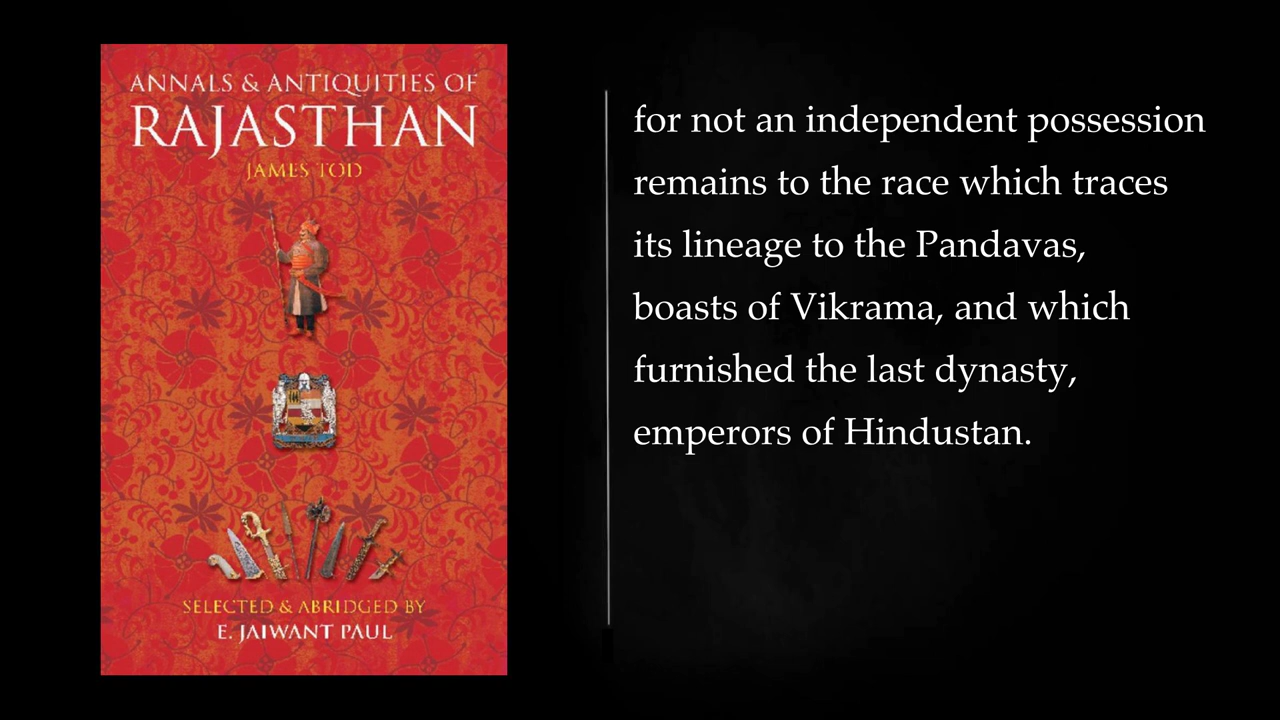 ANNALS & ANTIQUITIES OF
RAJASTHAN
JAMES TOD
SELECTED & ABRIDGED BY
E. JAIWANT PAUL
for not an independent possession
remains to the race which traces
its lineage to the Pandavas,
boasts of Vikrama, and which
furnished the last dynasty,
emperors of Hindustan.